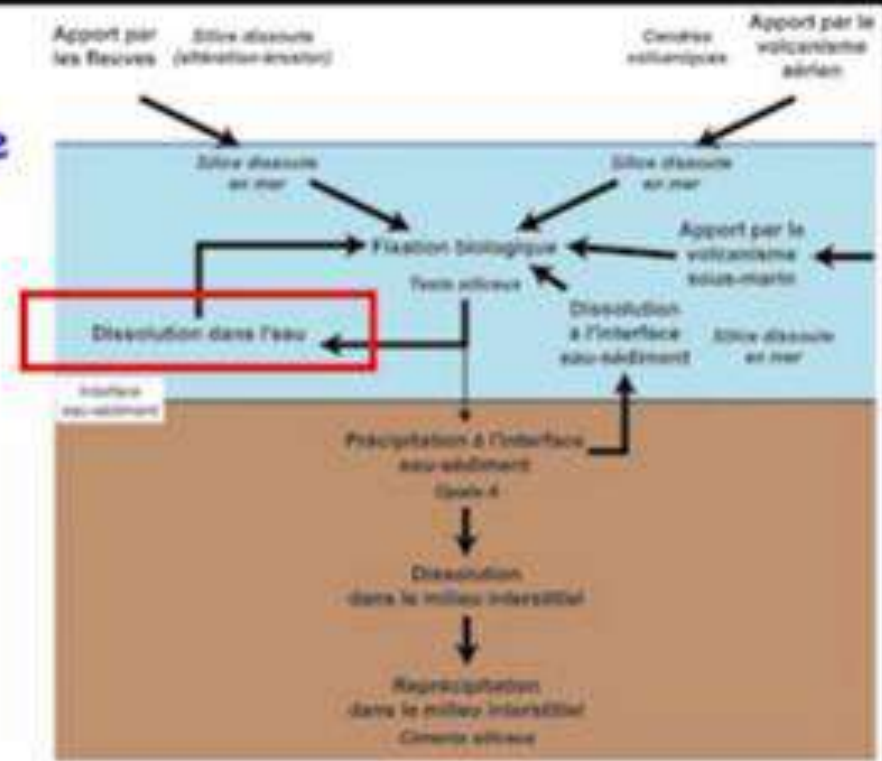 Apport par
les fleuves
Silice dissoute
(altération-érosion)
Cendres
volcaniques
Apport par le
volcanisme
aérien
e
Silice dissoute
en mer
Silice dissoute
en mer
Fixation biologique
Tests siliceux
Apport par le
volcanisme
sous-marin
Dissolution dans l'eau
Dissolution
à l'interface
eau-sédiment
Silice dissoute
en mer
Interface
eau-sédiment
Précipitation à l'interface
eau-sédiment
Opale A
Dissolution
dans le milieu interstitiel
Reprécipitation
dans le milieu interstitiel
Ciments siliceux